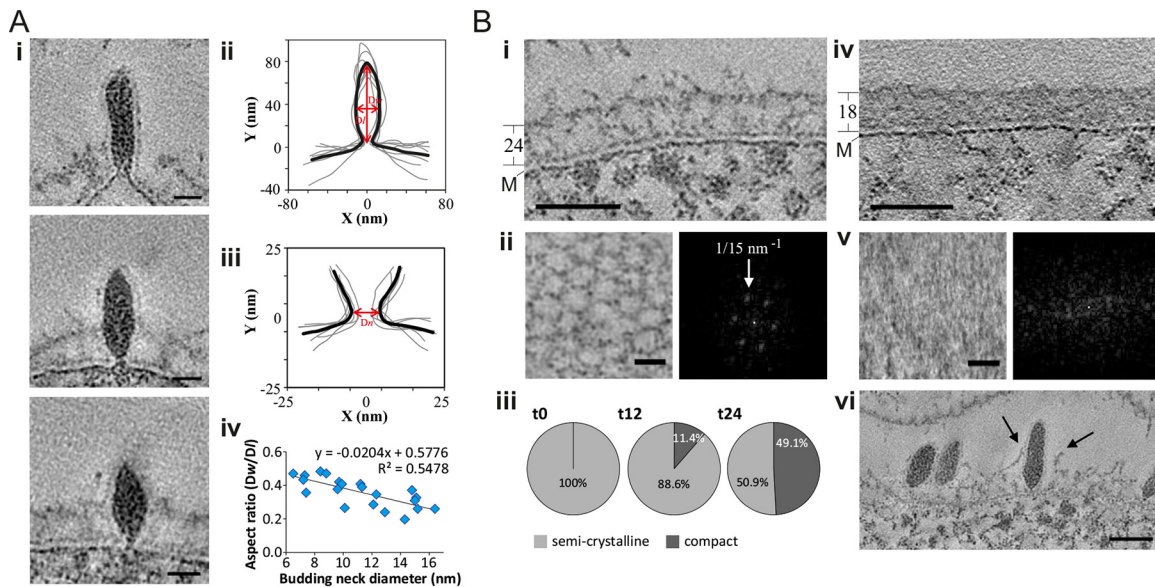 A
B
i
ii
80
40
0
-40
Y (nm)
-80
0
80
X (nm)
Dw
Dl
iii
25
0
-25
Y (nm)
-25
0
25
X (nm)
Dn
iv
y = -0.0204x + 0.5776
R² = 0.5478
0.6
0.4
0.2
0.0
Aspect ratio (Dw/Dl)
6 8 10 12 14 16
Budding neck diameter (nm)
i
24
M
iv
18
M
ii
1/15 nm⁻¹
v
iii
t0
t12
t24
100%
11.4%
88.6%
49.1%
50.9%
semi-crystalline
compact
vi